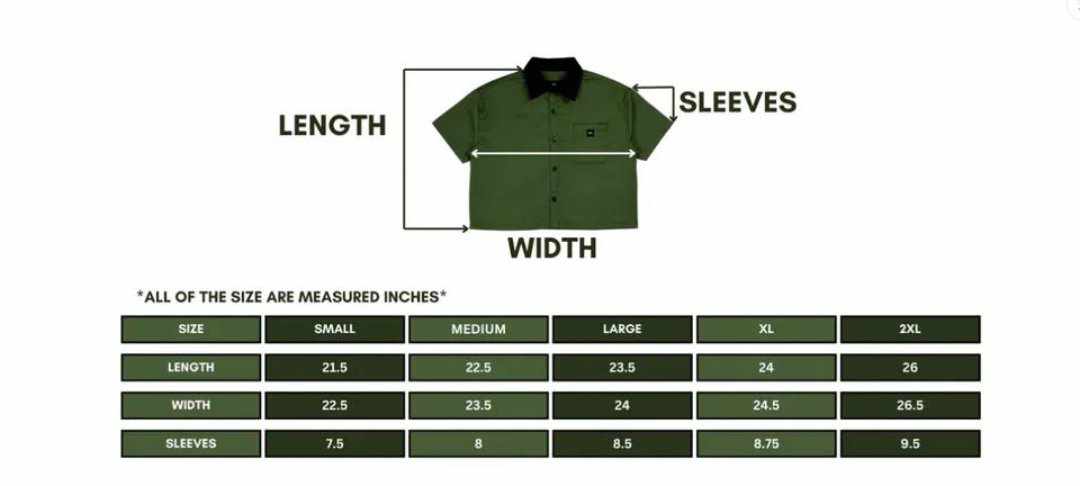 LENGTH
SLEEVES
WIDTH
*ALL OF THE SIZE ARE MEASURED INCHES*
SIZE SMALL MEDIUM LARGE XL 2XL
LENGTH 21.5 22.5 23.5 24 26
WIDTH 22.5 23.5 24 24.5 26.5
SLEEVES 7.5 8 8.5 8.75 9.5